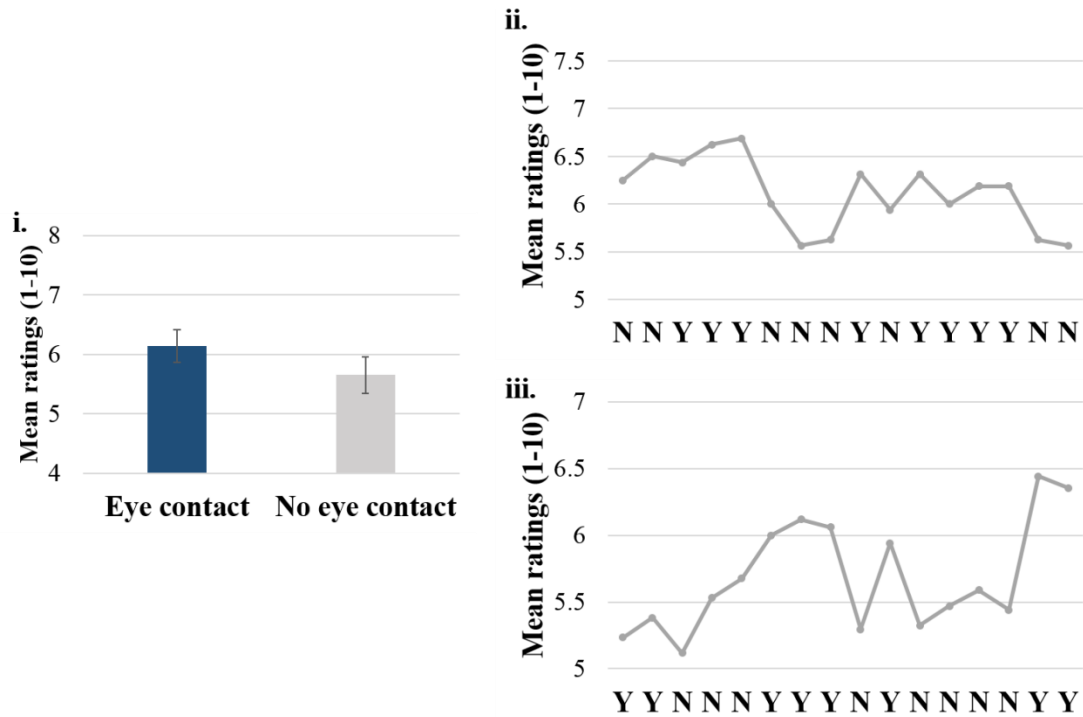 i.
Mean ratings (1-10)
8
7
6
5
4
Eye contact No eye contact
ii.
Mean ratings (1-10)
7.5
7
6.5
6
5.5
5
N N Y Y Y N N N Y N Y Y Y Y N N
iii.
Mean ratings (1-10)
7
6.5
6
5.5
5
Y Y N N N Y Y Y N Y N N N N Y Y